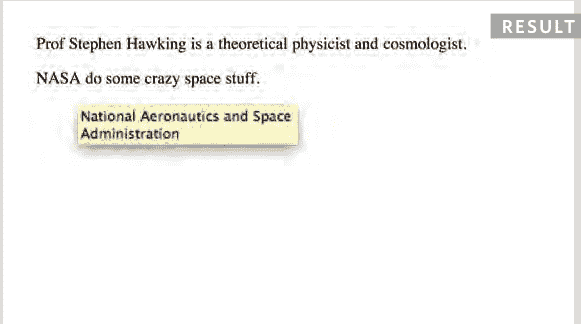 RESULT
Prof Stephen Hawking is a theoretical physicist and cosmologist.
NASA do some crazy space stuff.
National Aeronautics and Space
Administration